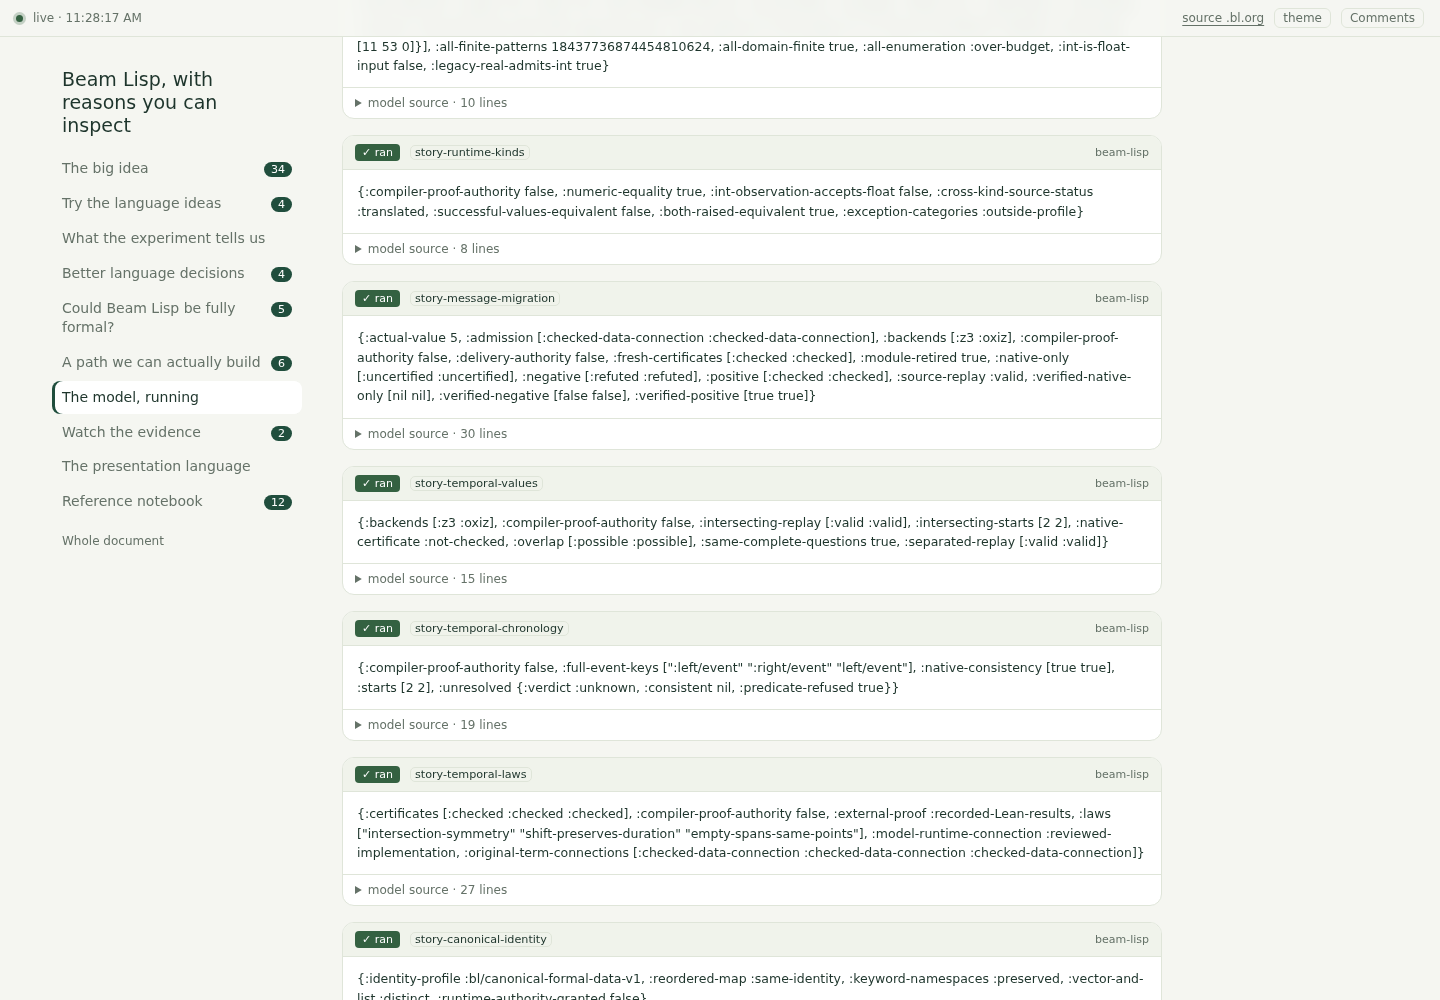 live · 11:28:17 AM
source .bl.org
theme
Comments
Beam Lisp, with
reasons you can
inspect
The big idea
34
Try the language ideas
4
What the experiment tells us
Better language decisions
4
Could Beam Lisp be fully
formal?
5
A path we can actually build
6
The model, running
Watch the evidence
2
The presentation language
Reference notebook
12
Whole document
[11 53 0]}], :all-finite-patterns 18437736874454810624, :all-domain-finite true, :all-enumeration :over-budget, :int-is-float-
input false, :legacy-real-admits-int true}
▶ model source · 10 lines
✓ ran
story-runtime-kinds
beam-lisp
{:compiler-proof-authority false, :numeric-equality true, :int-observation-accepts-float false, :cross-kind-source-status
:translated, :successful-values-equivalent false, :both-raised-equivalent true, :exception-categories :outside-profile}
▶ model source · 8 lines
✓ ran
story-message-migration
beam-lisp
{:actual-value 5, :admission [:checked-data-connection :checked-data-connection], :backends [:z3 :oxiz], :compiler-proof-
authority false, :delivery-authority false, :fresh-certificates [:checked :checked], :module-retired true, :native-only
[:uncertified :uncertified], :negative [:refuted :refuted], :positive [:checked :checked], :source-replay :valid, :verified-native-
only [nil nil], :verified-negative [false false], :verified-positive [true true]}
▶ model source · 30 lines
✓ ran
story-temporal-values
beam-lisp
{:backends [:z3 :oxiz], :compiler-proof-authority false, :intersecting-replay [:valid :valid], :intersecting-starts [2 2], :native-
certificate :not-checked, :overlap [:possible :possible], :same-complete-questions true, :separated-replay [:valid :valid]}
▶ model source · 15 lines
✓ ran
story-temporal-chronology
beam-lisp
{:compiler-proof-authority false, :full-event-keys [":left/event" ":right/event" "left/event"], :native-consistency [true true],
:starts [2 2], :unresolved {:verdict :unknown, :consistent nil, :predicate-refused true}}
▶ model source · 19 lines
✓ ran
story-temporal-laws
beam-lisp
{:certificates [:checked :checked :checked], :compiler-proof-authority false, :external-proof :recorded-Lean-results, :laws
["intersection-symmetry" "shift-preserves-duration" "empty-spans-same-points"], :model-runtime-connection :reviewed-
implementation, :original-term-connections [:checked-data-connection :checked-data-connection :checked-data-connection]}
▶ model source · 27 lines
✓ ran
story-canonical-identity
beam-lisp
{:identity-profile :bl/canonical-formal-data-v1, :reordered-map :same-identity, :keyword-namespaces :preserved, :vector-and-
list :distinct, :runtime-authority-granted false}